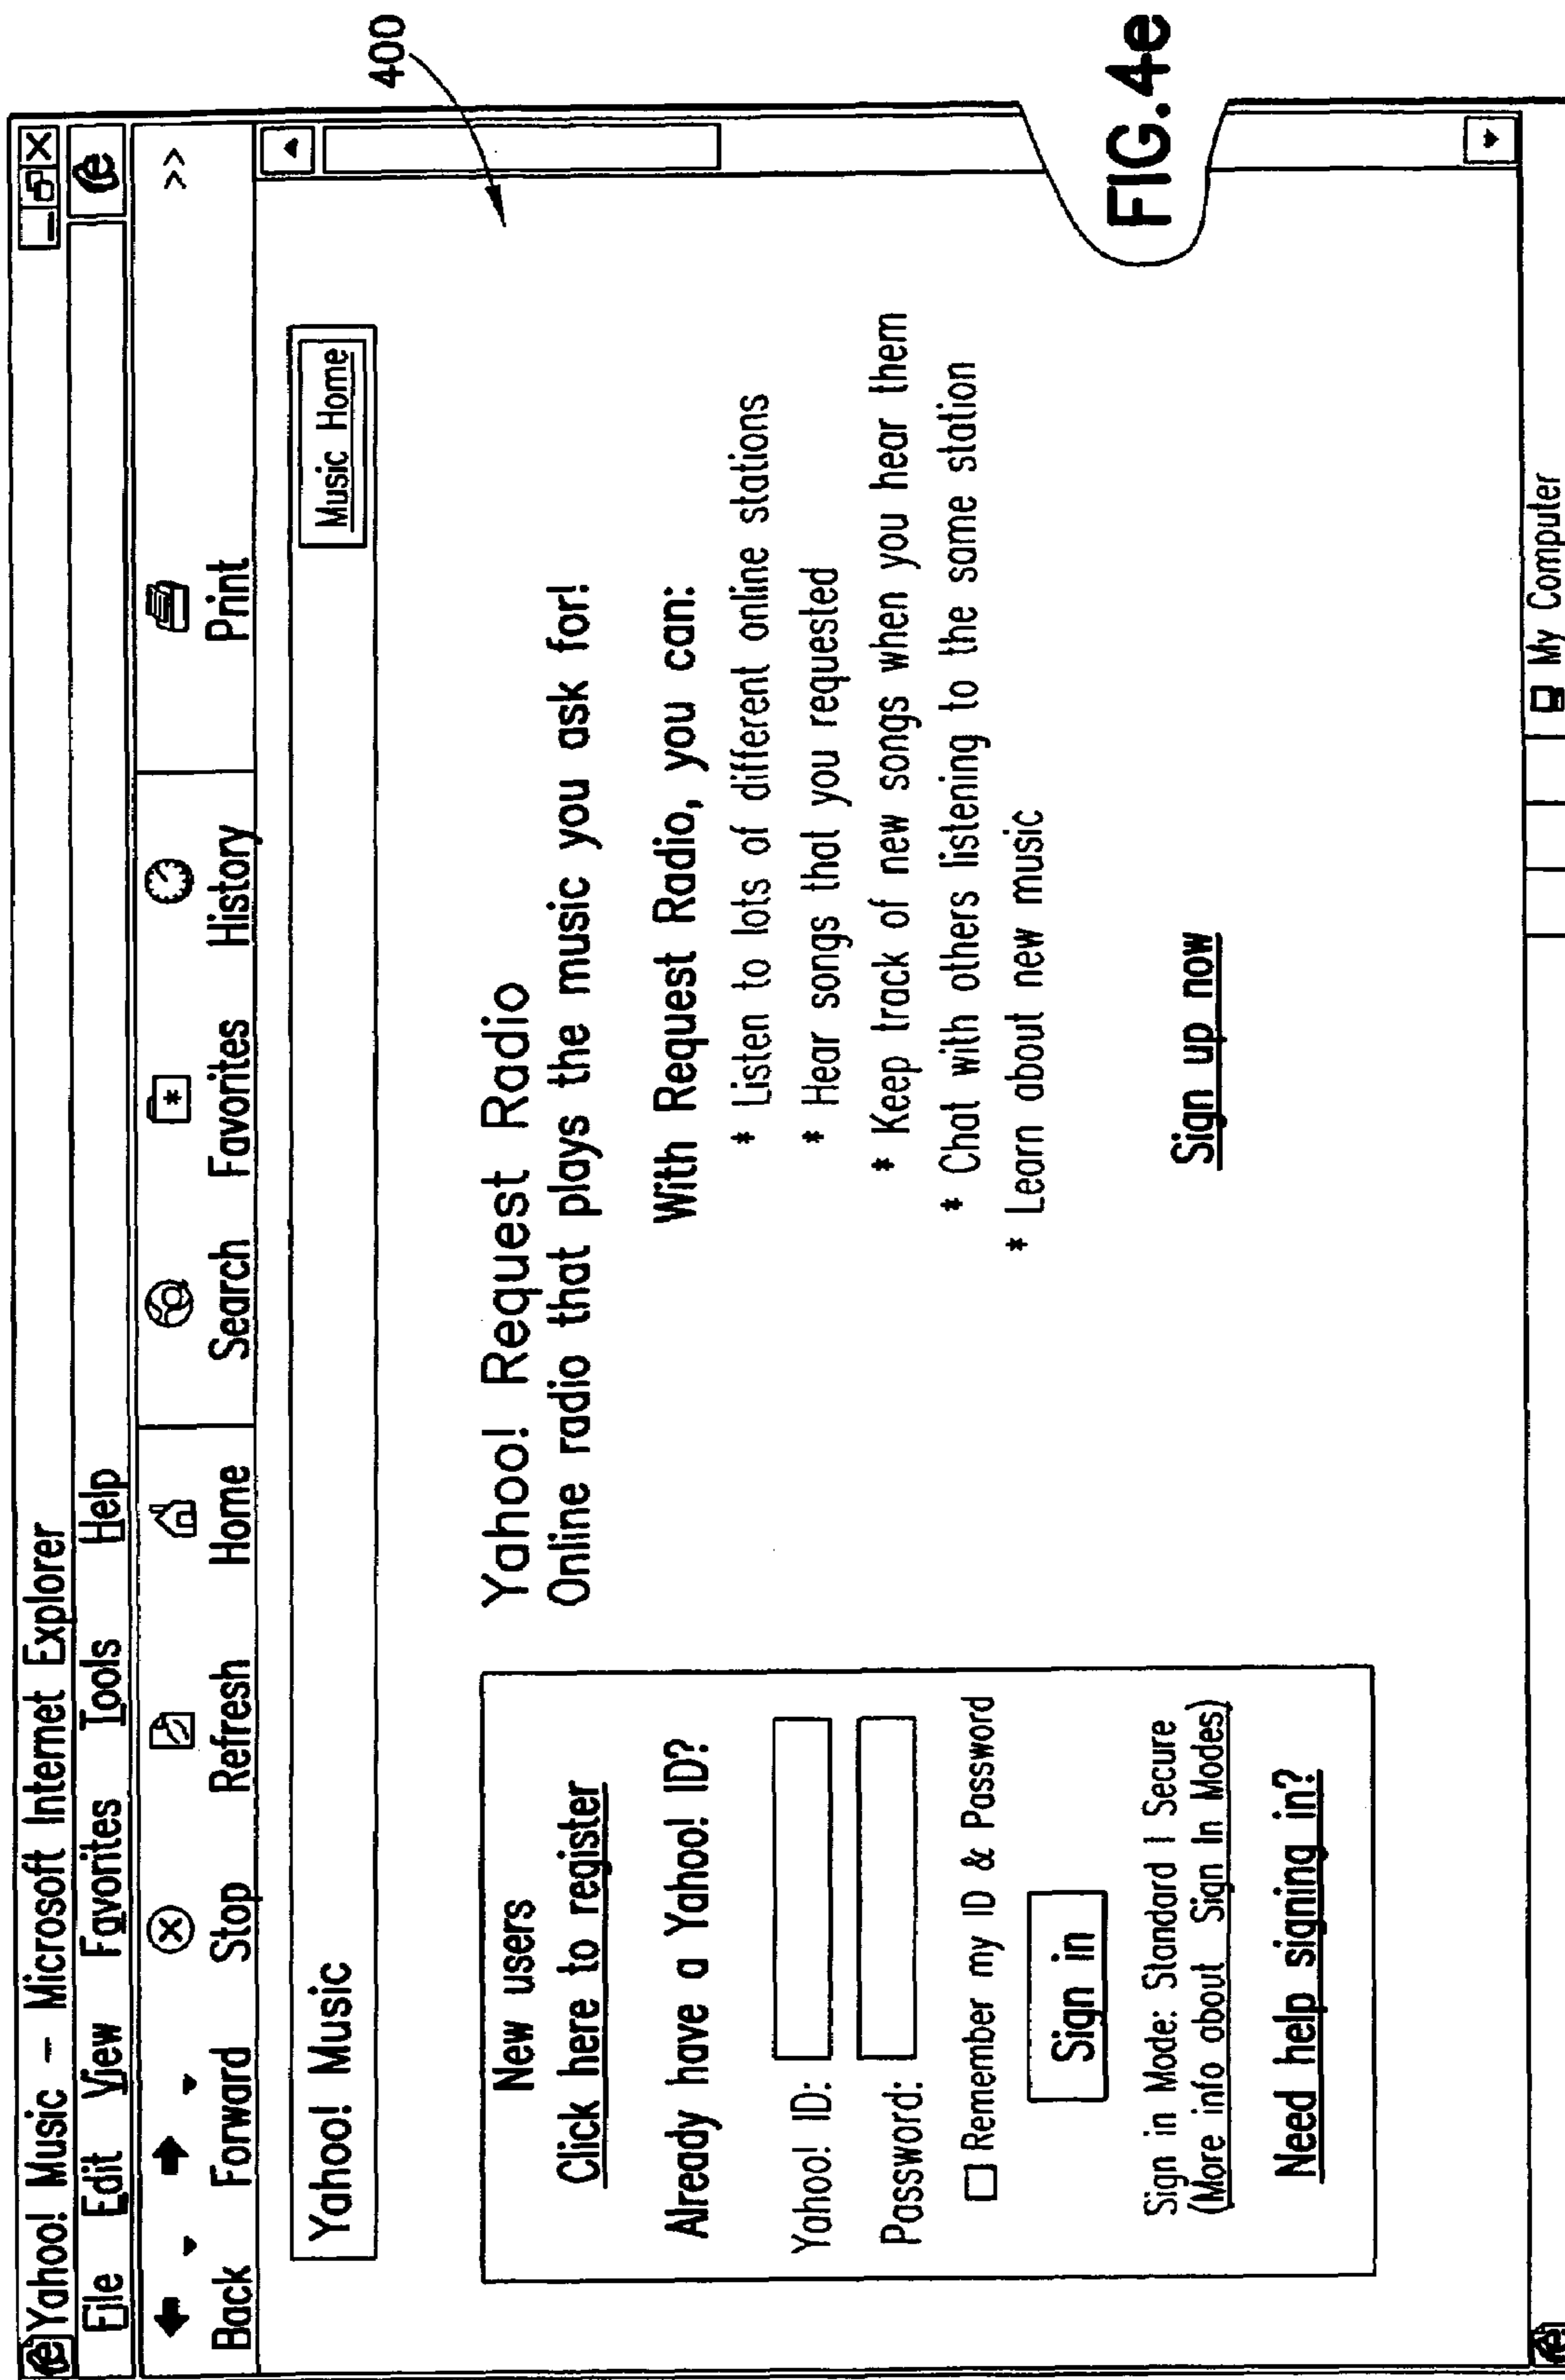 Yahoo! Music – Microsoft Internet Explorer
File Edit View Favorites Tools Help
Back Forward Stop Refresh Home Search Favorites History Print >>
Yahoo! Music
Music Home
400
New users
Click here to register
Already have a Yahoo! ID?
Yahoo! ID:
Password:
Remember my ID & Password
Sign in
Sign in Mode: Standard | Secure
(More info about Sign In Modes)
Need help signing in?
Yahoo! Request Radio
Online radio that plays the music you ask for!
With Request Radio, you can:
* Listen to lots of different online stations
* Hear songs that you requested
* Keep track of new songs when you hear them
* Chat with others listening to the same station
* Learn about new music
Sign up now
FIG.4e
My Computer